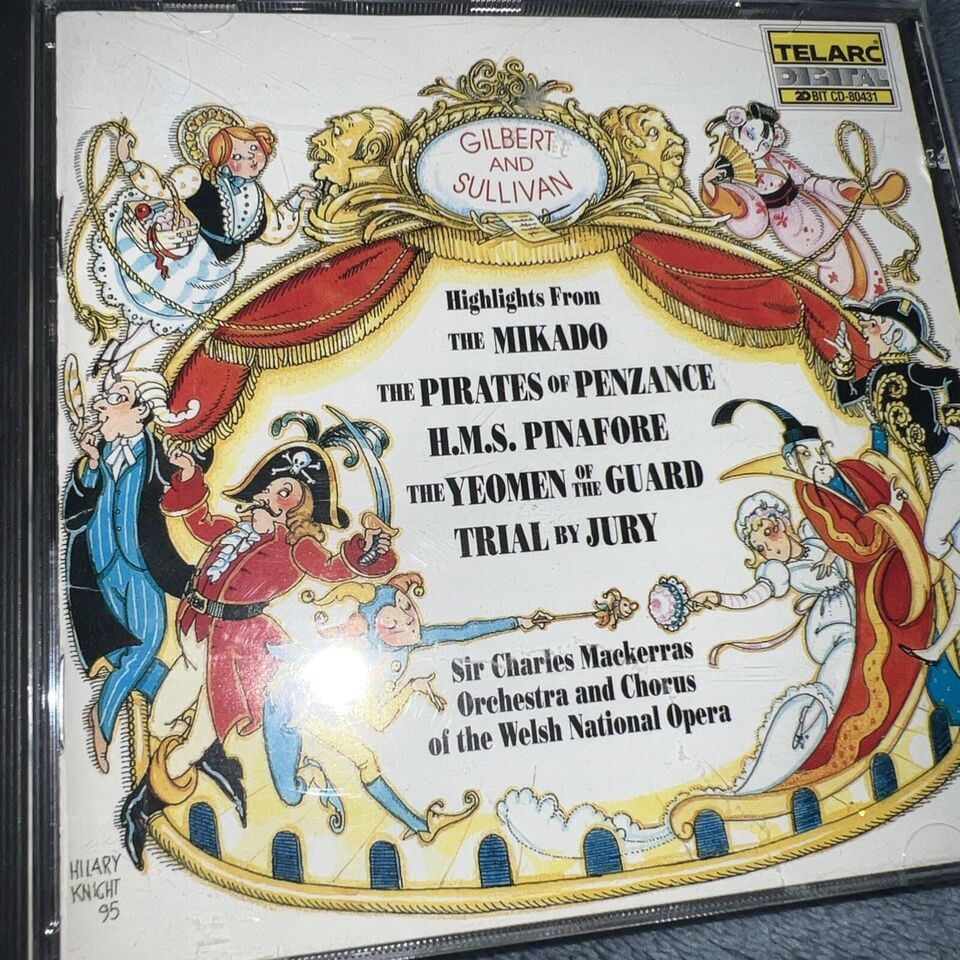 TELARC®
DIGITAL
20 BIT CD-80431
GILBERT
AND
SULLIVAN
Highlights From
THE MIKADO
THE PIRATES OF PENZANCE
H.M.S. PINAFORE
THE YEOMEN OF THE GUARD
TRIAL BY JURY
Sir Charles Mackerras
Orchestra and Chorus
of the Welsh National Opera
HILARY
KNIGHT
95